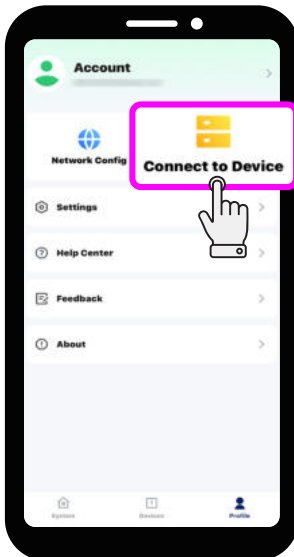 Account
Network Config
Connect to Device
Settings
Help Center
Feedback
About
System
Devices
Profile